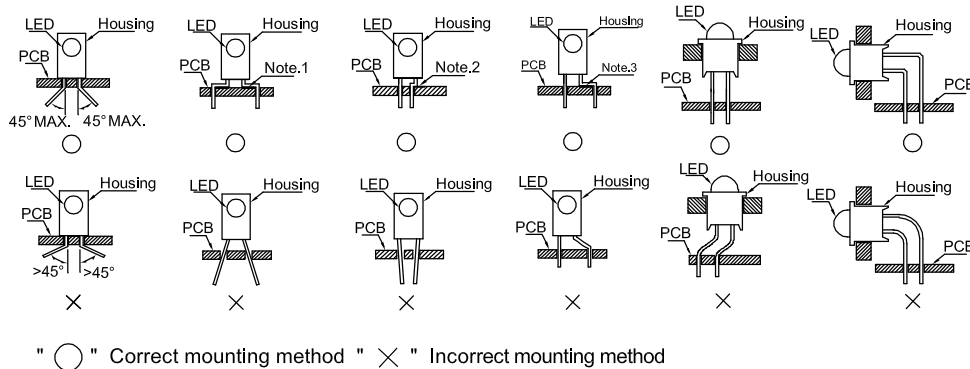 LED Housing
PCB
45° MAX. 45° MAX.
LED Housing
PCB Note.1
LED Housing
PCB Note.2
LED Housing
PCB Note.3
LED
Housing
PCB
LED Housing
PCB
LED Housing
PCB
>45° >45°
LED Housing
PCB
LED Housing
PCB
LED Housing
PCB
LED
Housing
PCB
LED Housing
PCB
" ◯ " Correct mounting method " ✕ " Incorrect mounting method